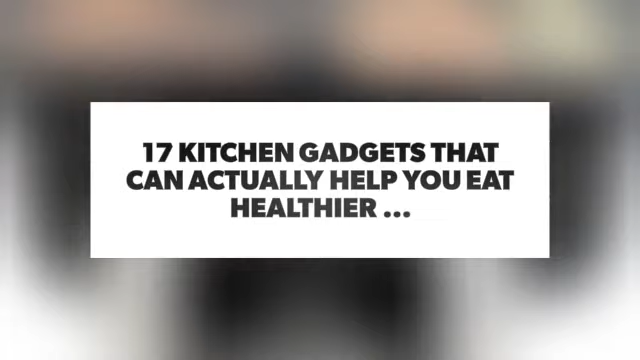 17 KITCHEN GADGETS THAT
CAN ACTUALLY HELP YOU EAT
HEALTHIER ...